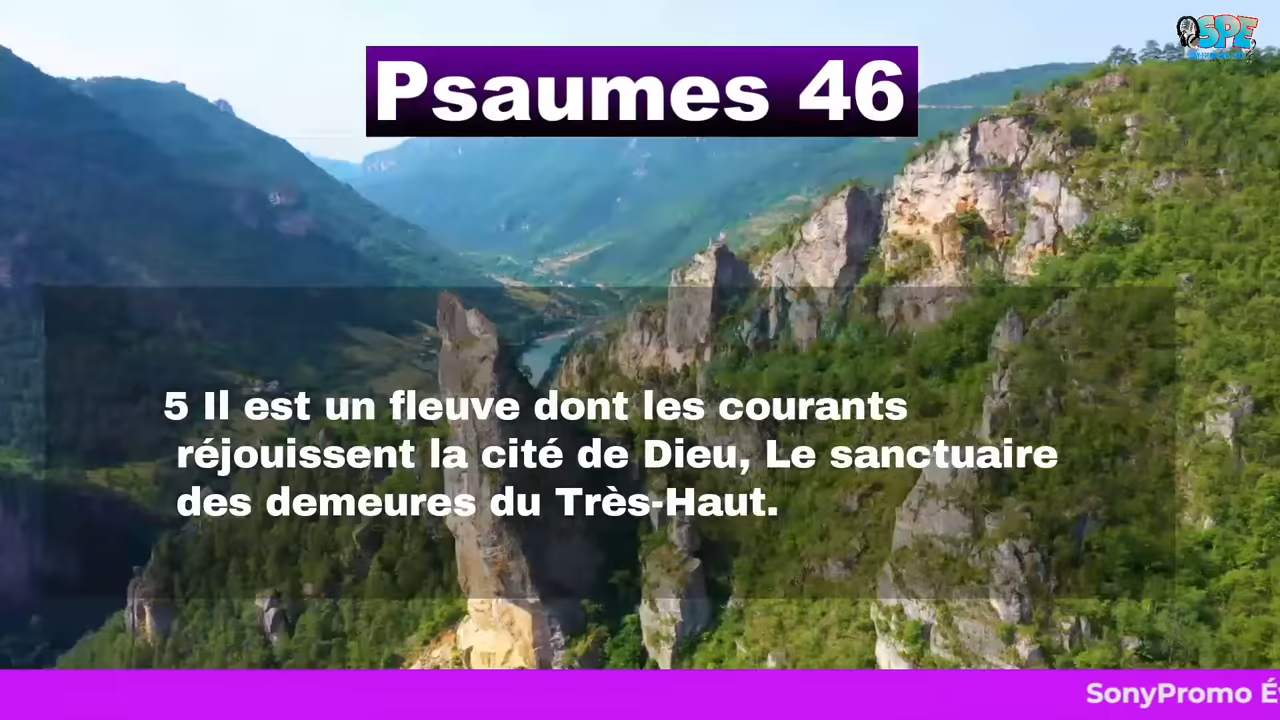 SPE
Psaumes 46
5 Il est un fleuve dont les courants
réjouissent la cité de Dieu, Le sanctuaire
des demeures du Très-Haut.
SonyPromo